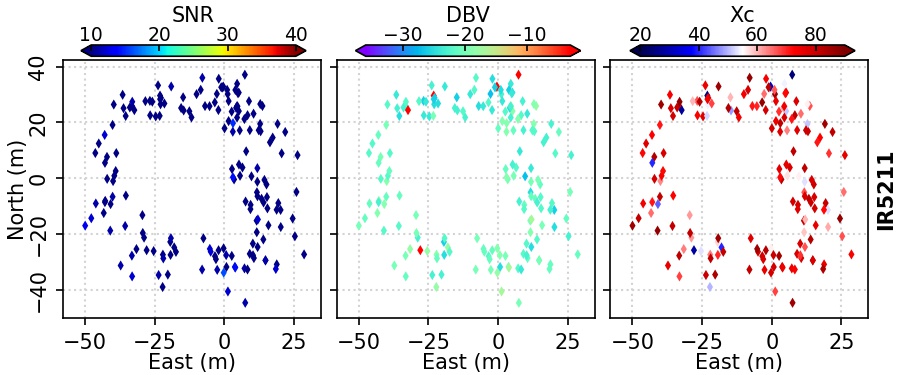 SNR DBV Xc
10 20 30 40 −30 −20 −10 20 40 60 80
40
20
0
−20
−40
North (m)
−50 −25 0 25 −50 −25 0 25 −50 −25 0 25
East (m) East (m) East (m)
IR5211